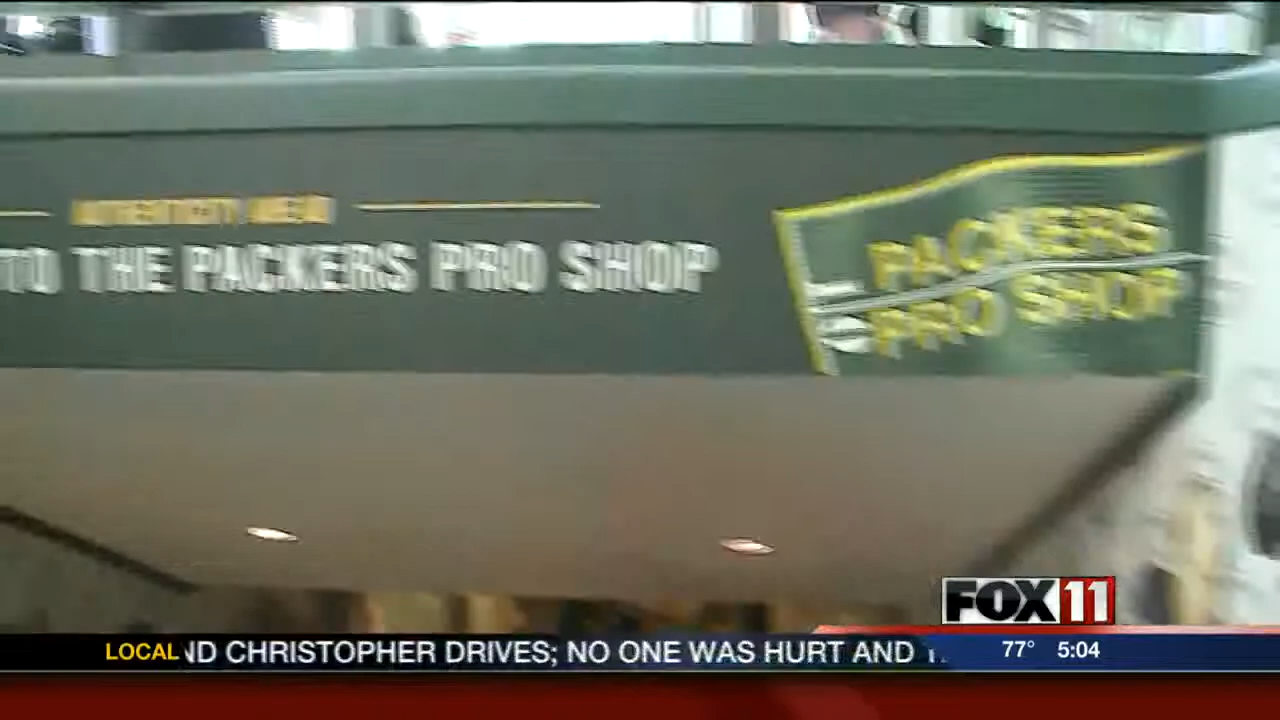 TO THE PACKERS PRO SHOP
PACKERS
PRO SHOP
FOX 11
LOCAL ND CHRISTOPHER DRIVES; NO ONE WAS HURT AND
77° 5:04